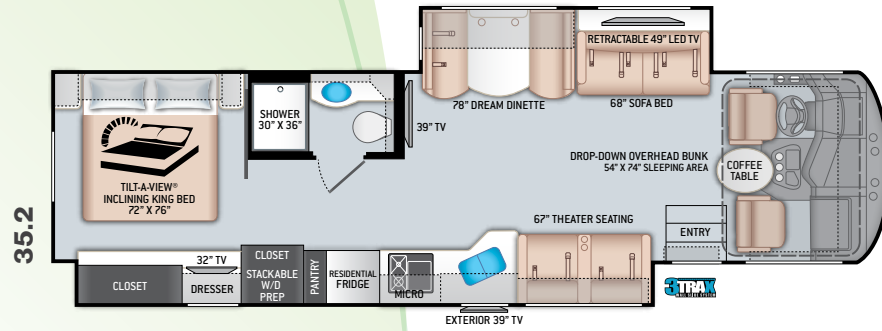 35.2
RETRACTABLE 49" LED TV
78" DREAM DINETTE
68" SOFA BED
SHOWER
30" X 36"
39" TV
DROP-DOWN OVERHEAD BUNK
54" X 74" SLEEPING AREA
COFFEE
TABLE
TILT-A-VIEW®
INCLINING KING BED
72" X 76"
67" THEATER SEATING
ENTRY
32" TV
CLOSET
DRESSER
CLOSET
STACKABLE
W/D
PREP
PANTRY
RESIDENTIAL
FRIDGE
MICRO
EXTERIOR 39" TV
3TRAX